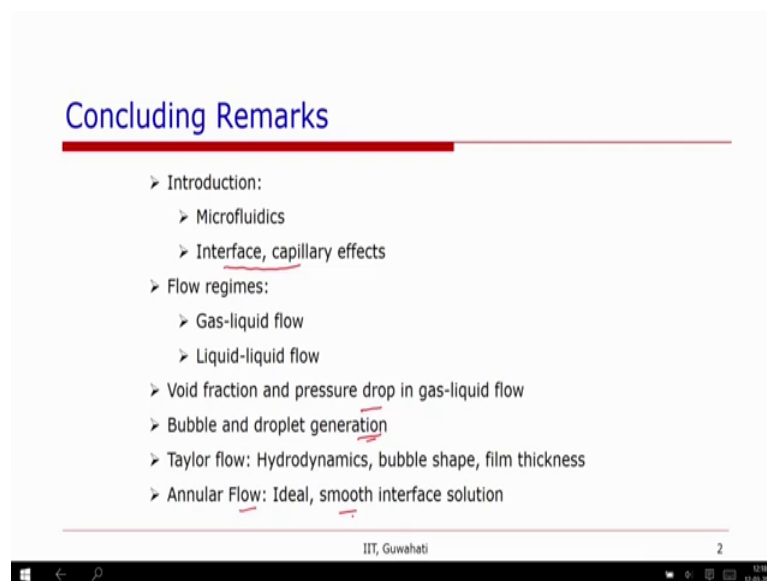 Concluding Remarks
➢ Introduction:
➢ Microfluidics
➢ Interface, capillary effects
➢ Flow regimes:
➢ Gas-liquid flow
➢ Liquid-liquid flow
➢ Void fraction and pressure drop in gas-liquid flow
➢ Bubble and droplet generation
➢ Taylor flow: Hydrodynamics, bubble shape, film thickness
➢ Annular Flow: Ideal, smooth interface solution
IIT, Guwahati 2